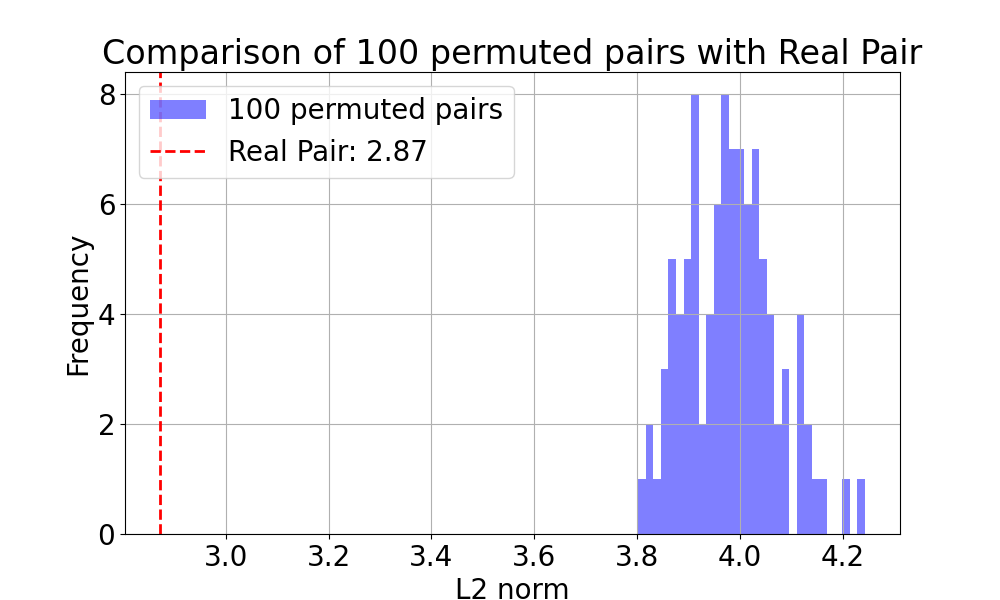 Comparison of 100 permuted pairs with Real Pair
100 permuted pairs
Real Pair: 2.87
Frequency
8
6
4
2
0
3.0 3.2 3.4 3.6 3.8 4.0 4.2
L2 norm